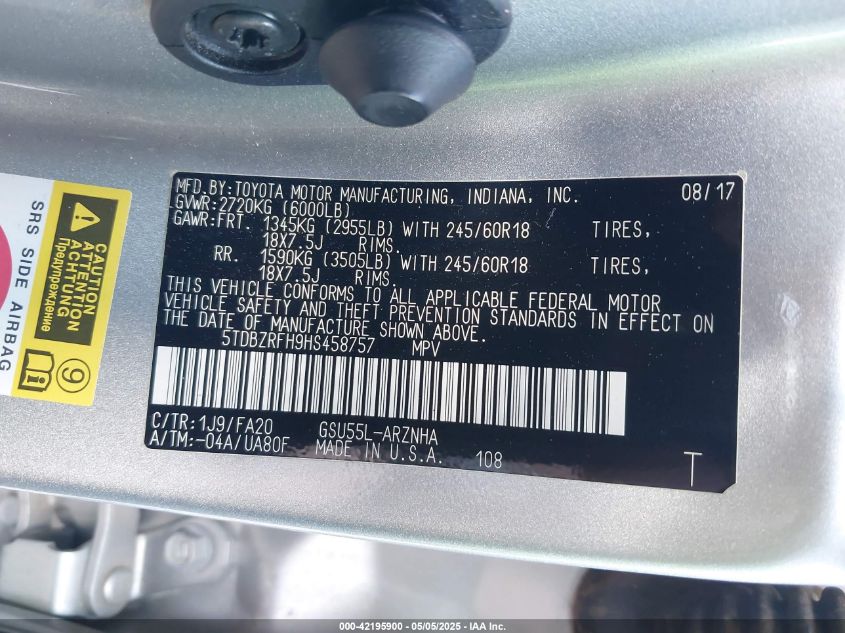 MFD.BY:TOYOTA MOTOR MANUFACTURING, INDIANA, INC. 08/17
GVWR:2720KG (6000LB)
GAWR:FRT. 1345KG (2955LB) WITH 245/60R18 TIRES,
18X7.5J RIMS.
RR. 1590KG (3505LB) WITH 245/60R18 TIRES,
18X7.5J RIMS.
THIS VEHICLE CONFORMS TO ALL APPLICABLE FEDERAL MOTOR
VEHICLE SAFETY AND THEFT PREVENTION STANDARDS IN EFFECT ON
THE DATE OF MANUFACTURE SHOWN ABOVE.
5TDBZRFH9HS458757 MPV
C/TR:1J9/FA20 GSU55L-ARZNHA
A/TM:-04A/UA80F MADE IN U.S.A. 108
T
SRS SIDE AIRBAG
CAUTION
ATTENTION
ACHTUNG
Предупреждение
9
000-42195900 - 05/05/2025 - IAA Inc.